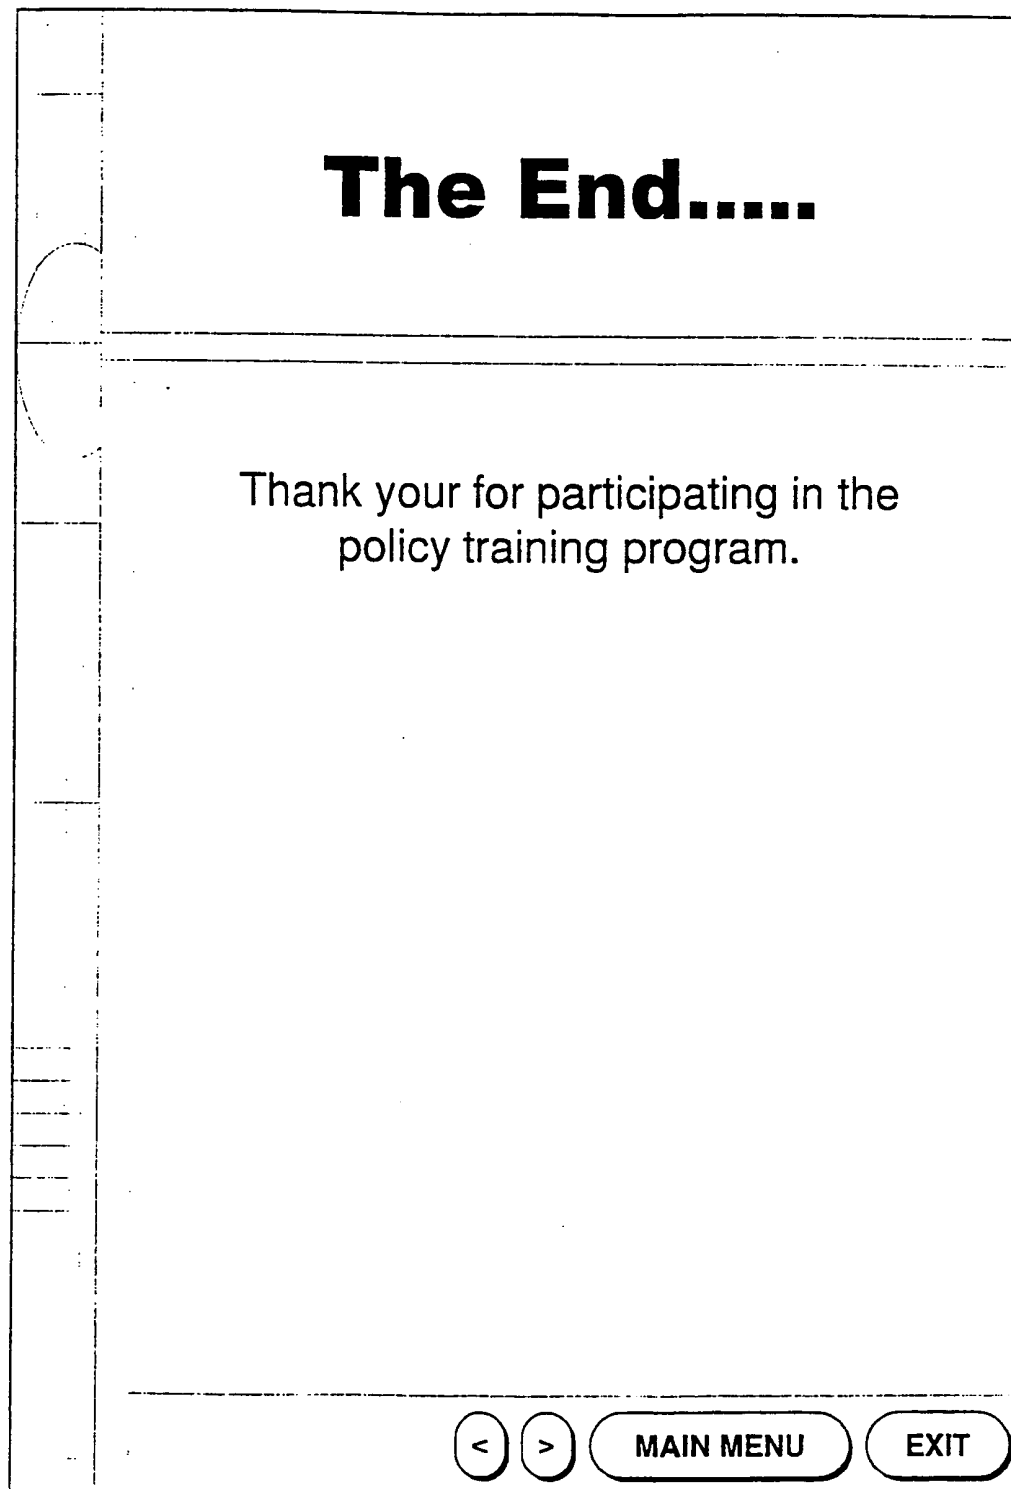 The End.....
Thank your for participating in the
policy training program.
< > MAIN MENU EXIT